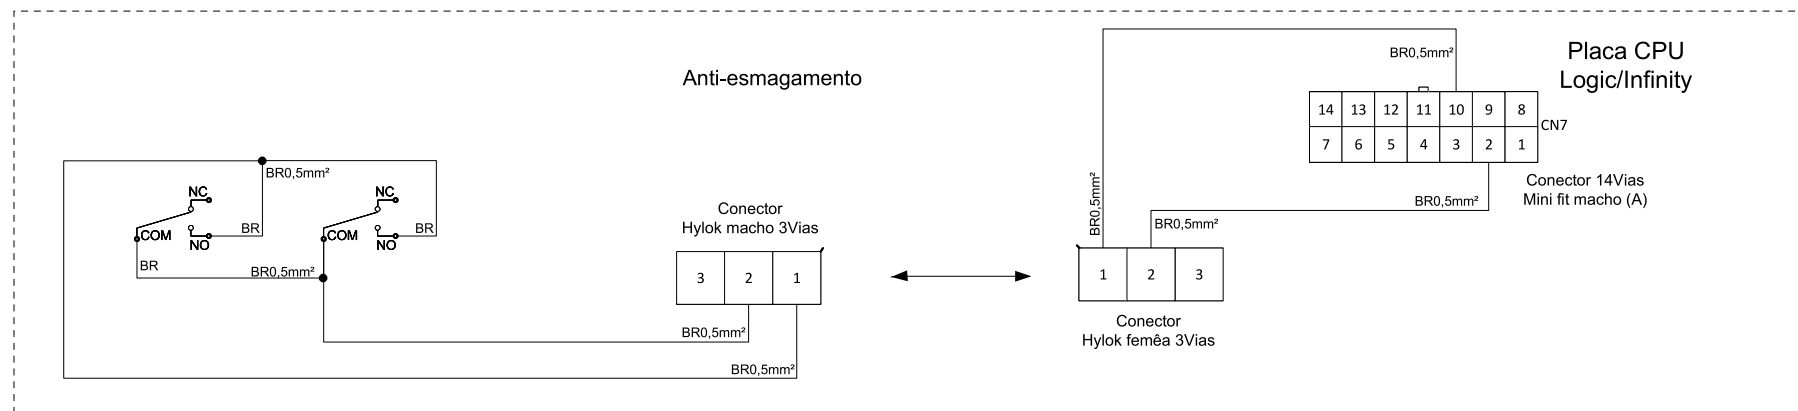 Anti-esmagamento
Placa CPU
Logic/Infinity
BR0,5mm²
14 13 12 11 10 9 8
7 6 5 4 3 2 1
CN7
Conector 14Vias
Mini fit macho (A)
BR0,5mm²
BR0,5mm²
BR0,5mm²
1 2 3
Conector
Hylok femêa 3Vias
BR0,5mm²
NC
COM
NO
BR
BR
NC
COM
NO
BR
BR0,5mm²
Conector
Hylok macho 3Vias
3 2 1
BR0,5mm²
BR0,5mm²